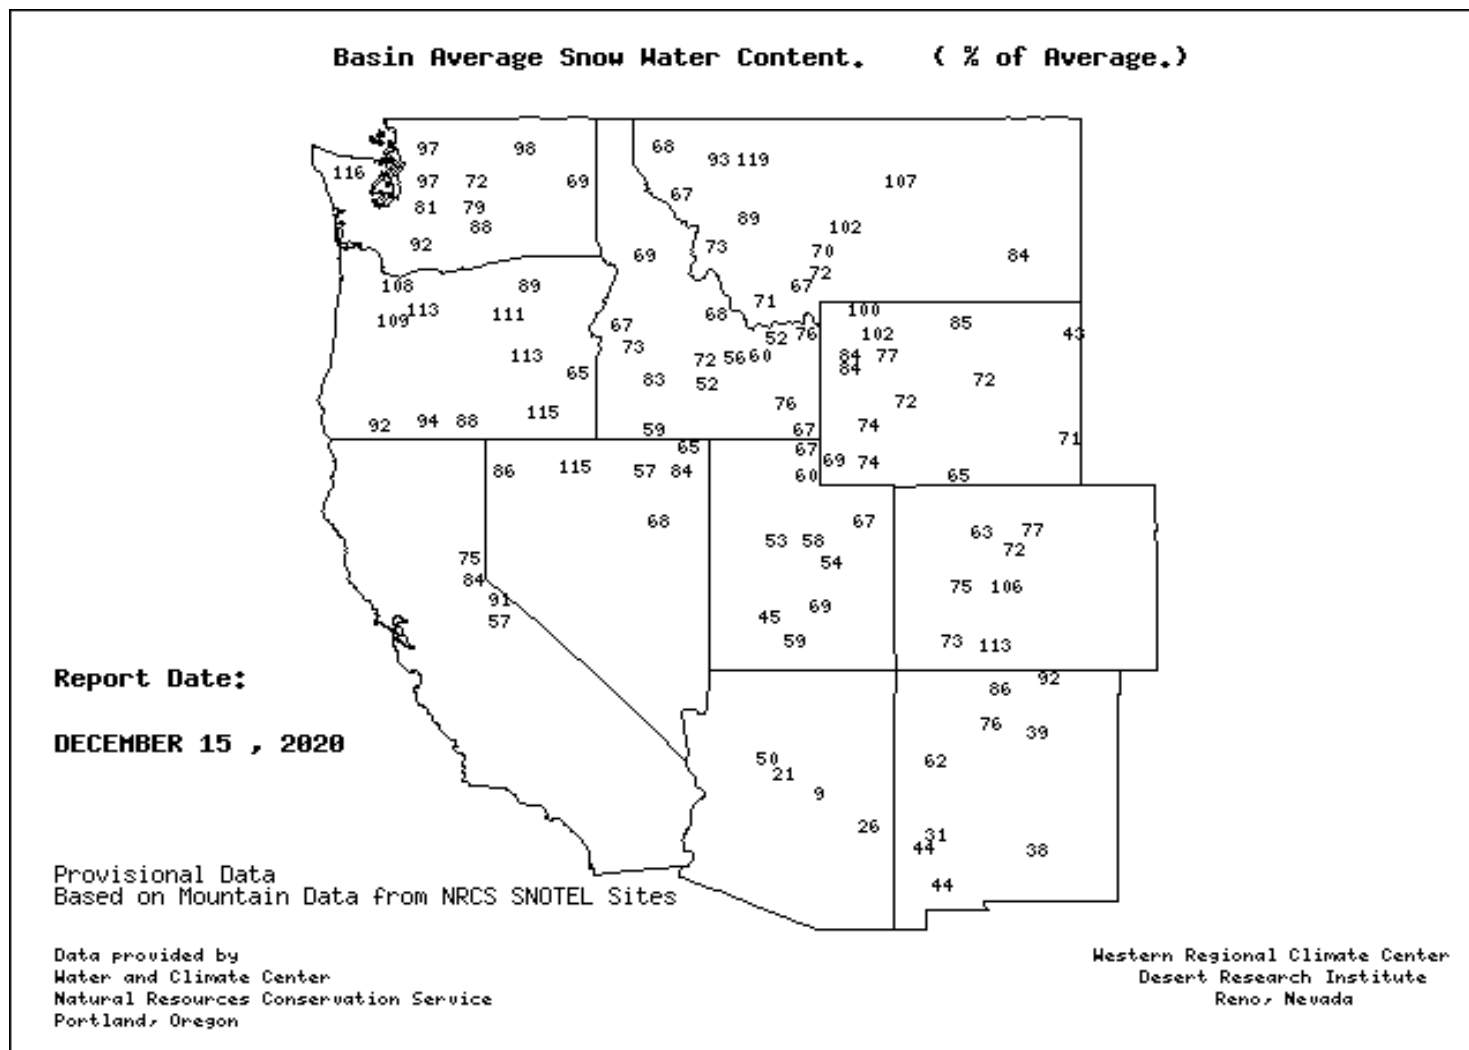 Basin Average Snow Water Content. ( % of Average.)
97 98 68
93 119
116
97 72 69 107
67
81 79
89
88 102
92 73 70
69 84
72
108 89 67
71
113 111 68 100
109 67 85
52 76 102 43
73
113 72 56 60 84 77
65 84
83 52 72
76 72
92 94 88 115 74
59 67 71
65 67
69 74
86 115 57 84 60 65
68 67
63 77
53 58 72
75 54
84 75 106
91 69
57 45
59 73 113
Report Date: 92
86
76 39
DECEMBER 15 , 2020
50 62
21
9
26
31
44 38
Provisional Data
44
Based on Mountain Data from NRCS SNOTEL Sites
Data provided by
Water and Climate Center
Natural Resources Conservation Service
Portland, Oregon
Western Regional Climate Center
Desert Research Institute
Reno, Nevada